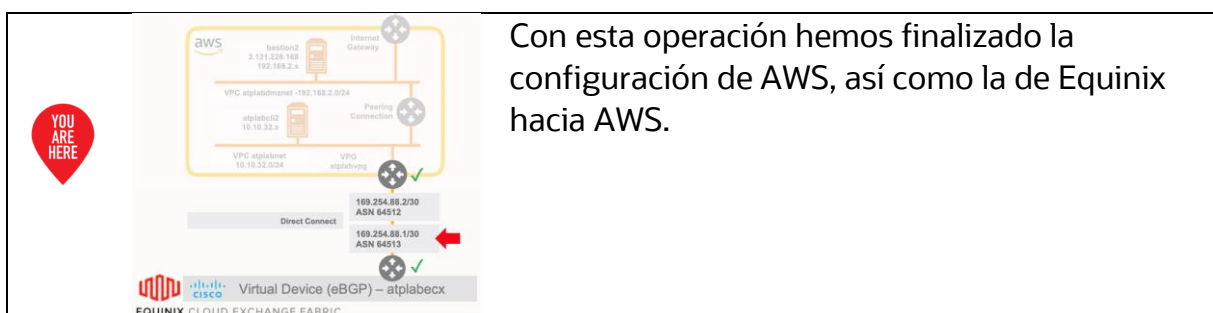 YOU
ARE
HERE
aws
bastion2
3.121.228.168
192.168.2.x
Internet
Gateway
VPC atplabdmznet -192.168.2.0/24
atplabcli2
10.10.32.x
Peering
Connection
VPC atplabnet
10.10.32.0/24
VPG
atplabvpg
169.254.88.2/30
ASN 64512
Direct Connect
169.254.88.1/30
ASN 64513
CISCO
Virtual Device (eBGP) – atplabecx
EQUINIX CLOUD EXCHANGE FABRIC
Con esta operación hemos finalizado la
configuración de AWS, así como la de Equinix
hacia AWS.